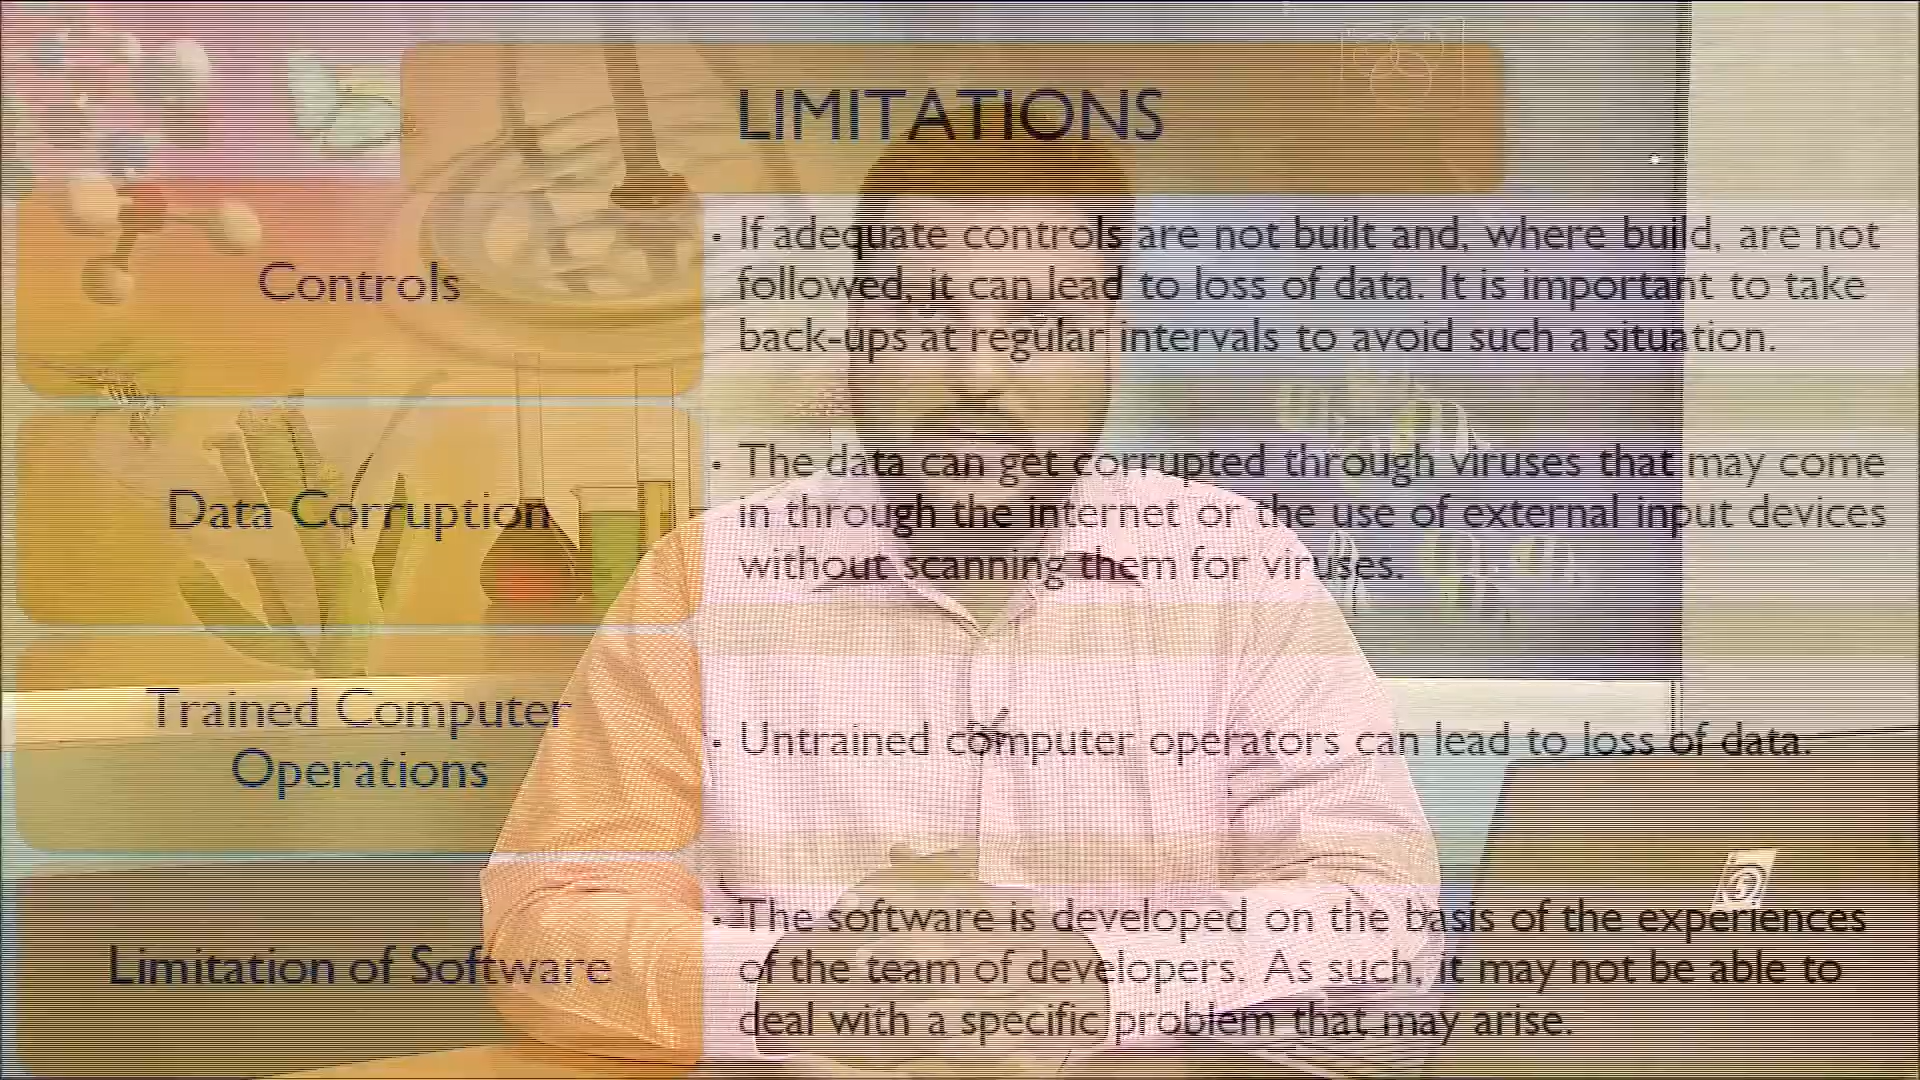 LIMITATIONS
Controls
• If adequate controls are not built and, where build, are not
followed, it can lead to loss of data. It is important to take
back-ups at regular intervals to avoid such a situation.
Data Corruption
• The data can get corrupted through viruses that may come
in through the internet or the use of external input devices
without scanning them for viruses.
Trained Computer
Operations
• Untrained computer operators can lead to loss of data.
Limitation of Software
• The software is developed on the basis of the experiences
of the team of developers. As such, it may not be able to
deal with a specific problem that may arise.